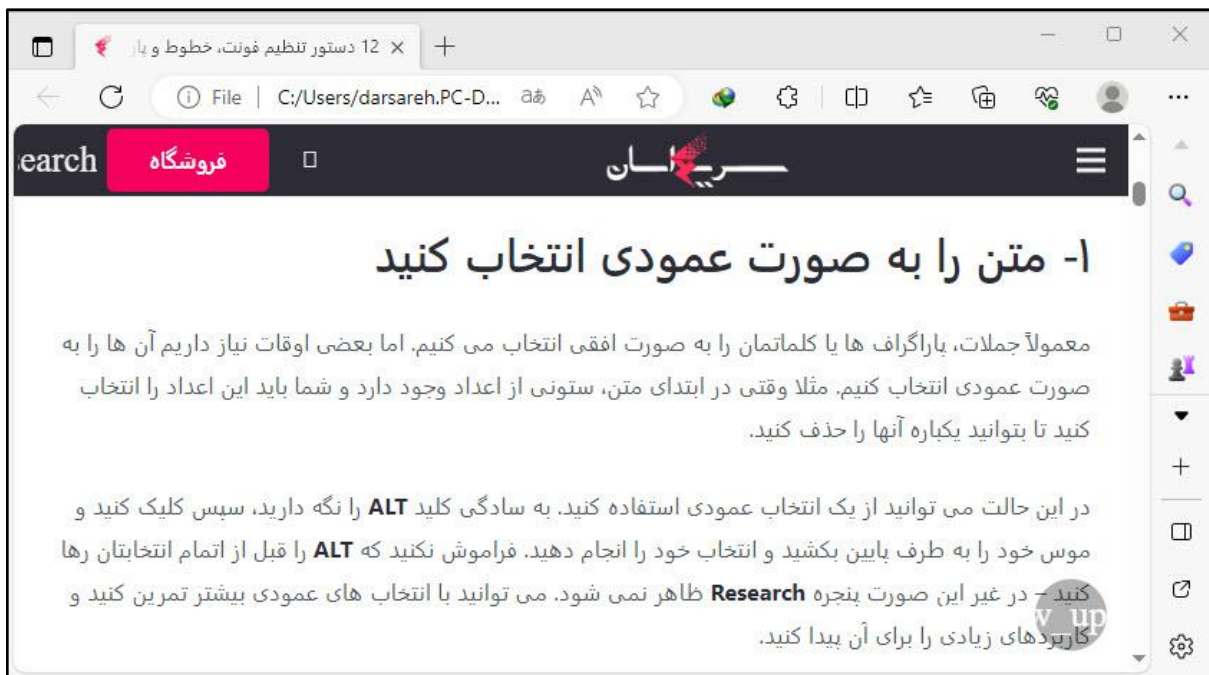 12 دستور تنظیم فونت، خطوط و پار
File
C:/Users/darsareh.PC-D...
earch
فروشگاه
۱- متن را به صورت عمودی انتخاب کنید
معمولاً جملات، پاراگراف ها یا کلماتمان را به صورت افقی انتخاب می کنیم. اما بعضی اوقات نیاز داریم آن ها را به
صورت عمودی انتخاب کنیم. مثلا وقتی در ابتدای متن، ستونی از اعداد وجود دارد و شما باید این اعداد را انتخاب
کنید تا بتوانید یکباره آنها را حذف کنید.
در این حالت می توانید از یک انتخاب عمودی استفاده کنید. به سادگی کلید ALT را نگه دارید، سپس کلیک کنید و
موس خود را به طرف پایین بکشید و انتخاب خود را انجام دهید. فراموش نکنید که ALT را قبل از اتمام انتخابتان رها
کنید – در غیر این صورت پنجره Research ظاهر نمی شود. می توانید با انتخاب های عمودی بیشتر تمرین کنید و
کاربردهای زیادی را برای آن پیدا کنید.